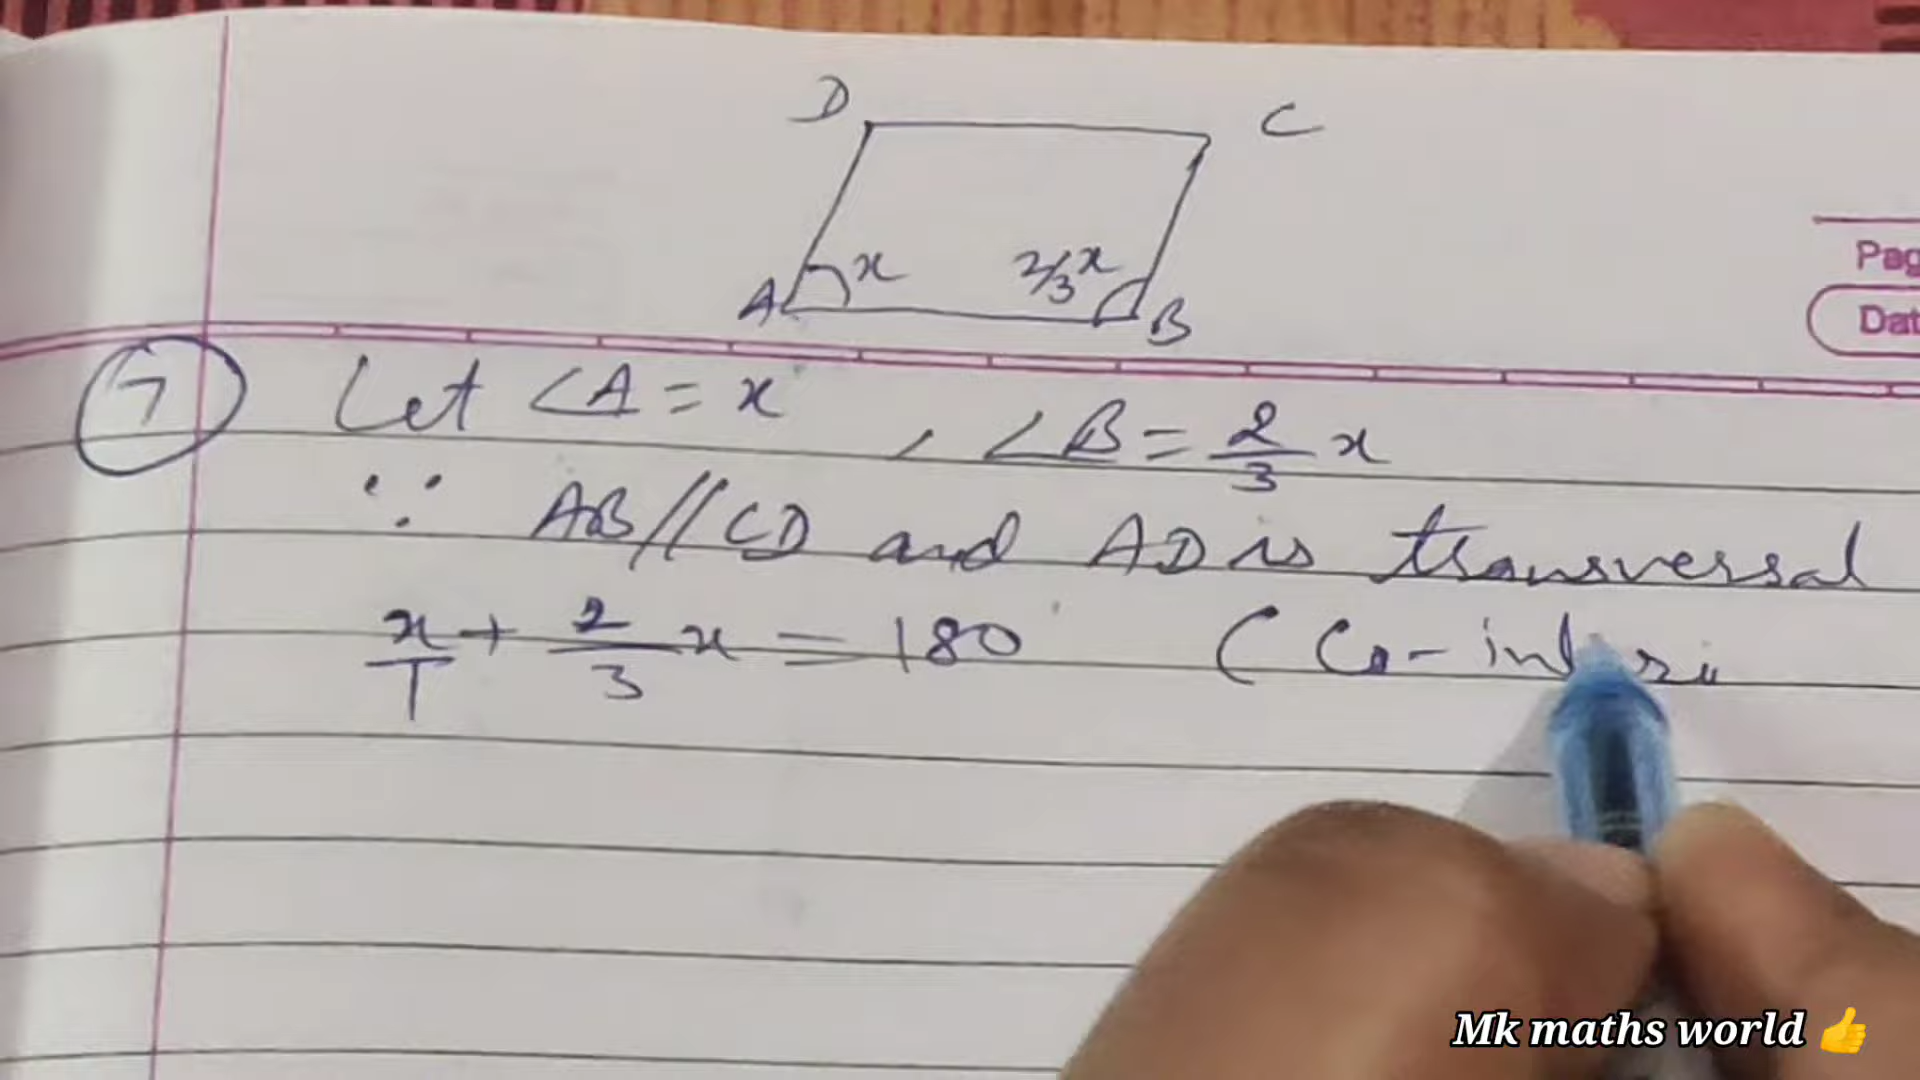 D C
x 2/3x
A B
Pag
Dat
7 Let ∠A = x , ∠B = 2/3 x
∵ AB // CD and AD is transversal
x/1 + 2/3 x = 180 ( Co-
Mk maths world 👍